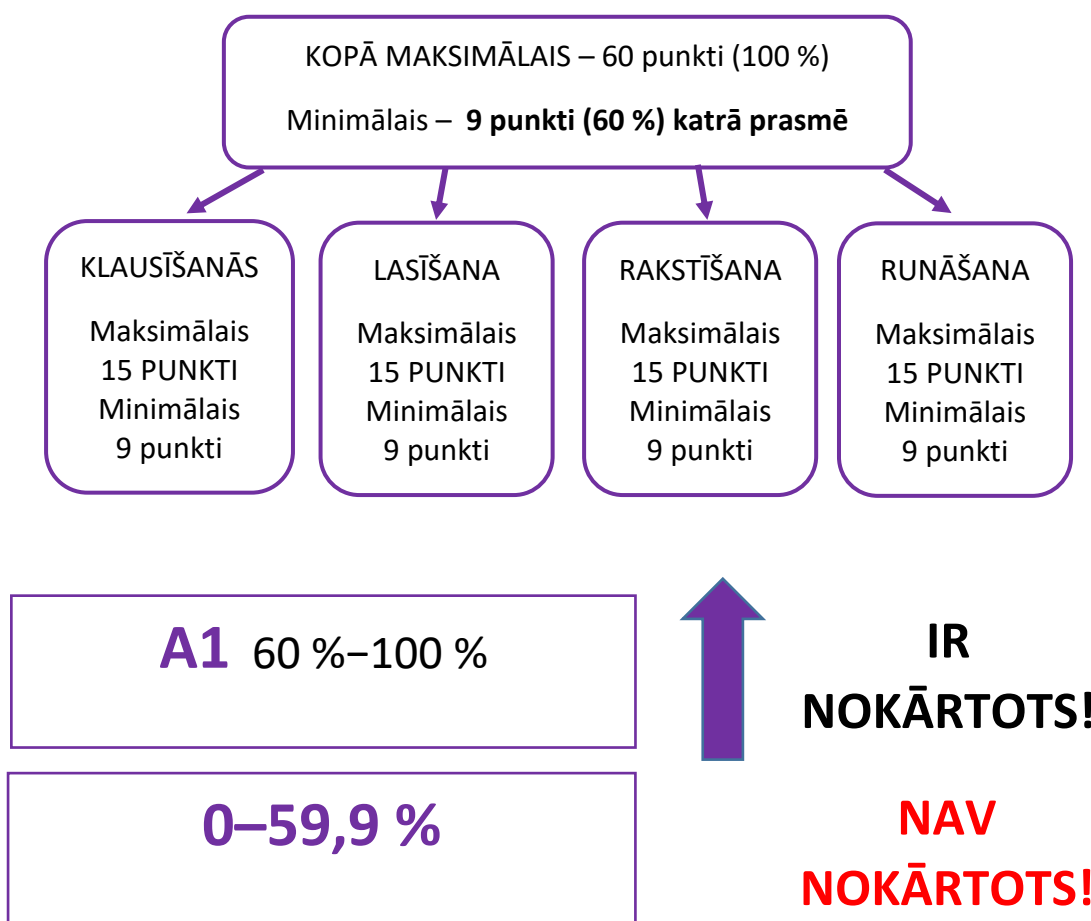 KOPĀ MAKSIMĀLAIS – 60 punkti (100 %)
Minimālais – 9 punkti (60 %) katrā prasmē
KLAUSĪŠANĀS
Maksimālais
15 PUNKTI
Minimālais
9 punkti
LASĪŠANA
Maksimālais
15 PUNKTI
Minimālais
9 punkti
RAKSTĪŠANA
Maksimālais
15 PUNKTI
Minimālais
9 punkti
RUNĀŠANA
Maksimālais
15 PUNKTI
Minimālais
9 punkti
A1 60 %–100 %
IR
NOKĀRTOTS!
0–59,9 %
NAV
NOKĀRTOTS!